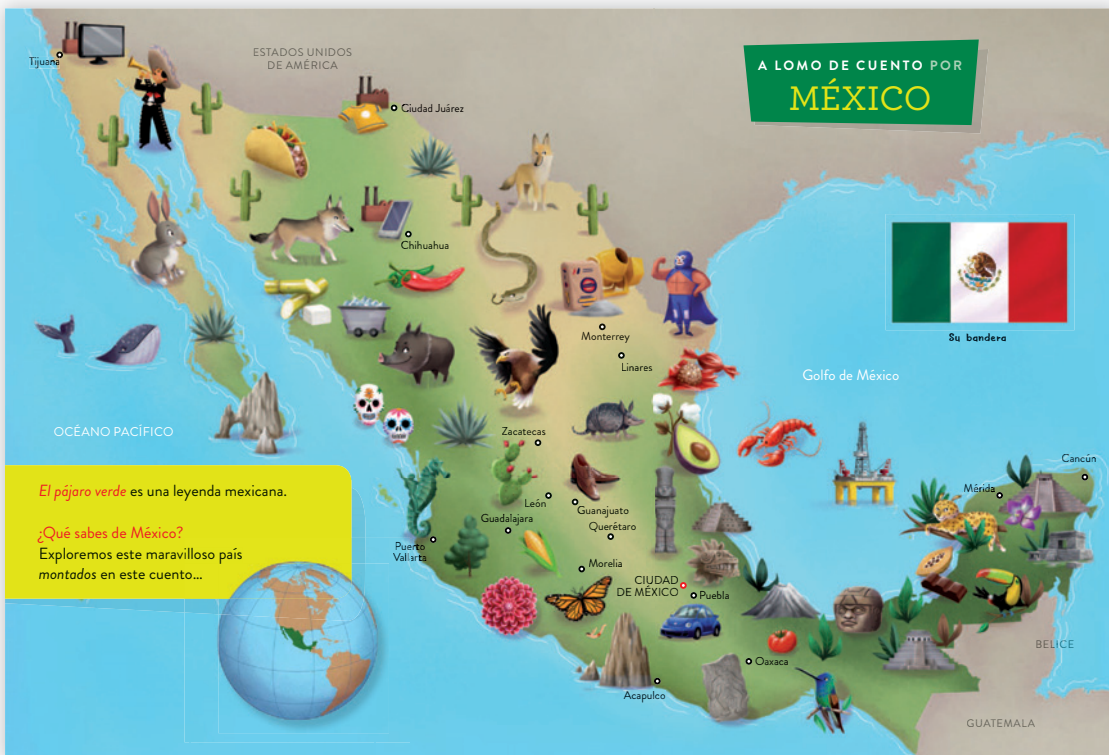 A LOMO DE CUENTO POR
MÉXICO
ESTADOS UNIDOS
DE AMÉRICA
Tijuana
Ciudad Juárez
Chihuahua
Monterrey
Linares
Su bandera
Golfo de México
OCÉANO PACÍFICO
Zacatecas
León
Guanajuato
Guadalajara
Querétaro
Puerto
Vallarta
Morelia
CIUDAD
DE MÉXICO
Puebla
Oaxaca
Acapulco
Cancún
Mérida
BELICE
GUATEMALA
El pájaro verde es una leyenda mexicana.
¿Qué sabes de México?
Exploremos este maravilloso país
montados en este cuento...